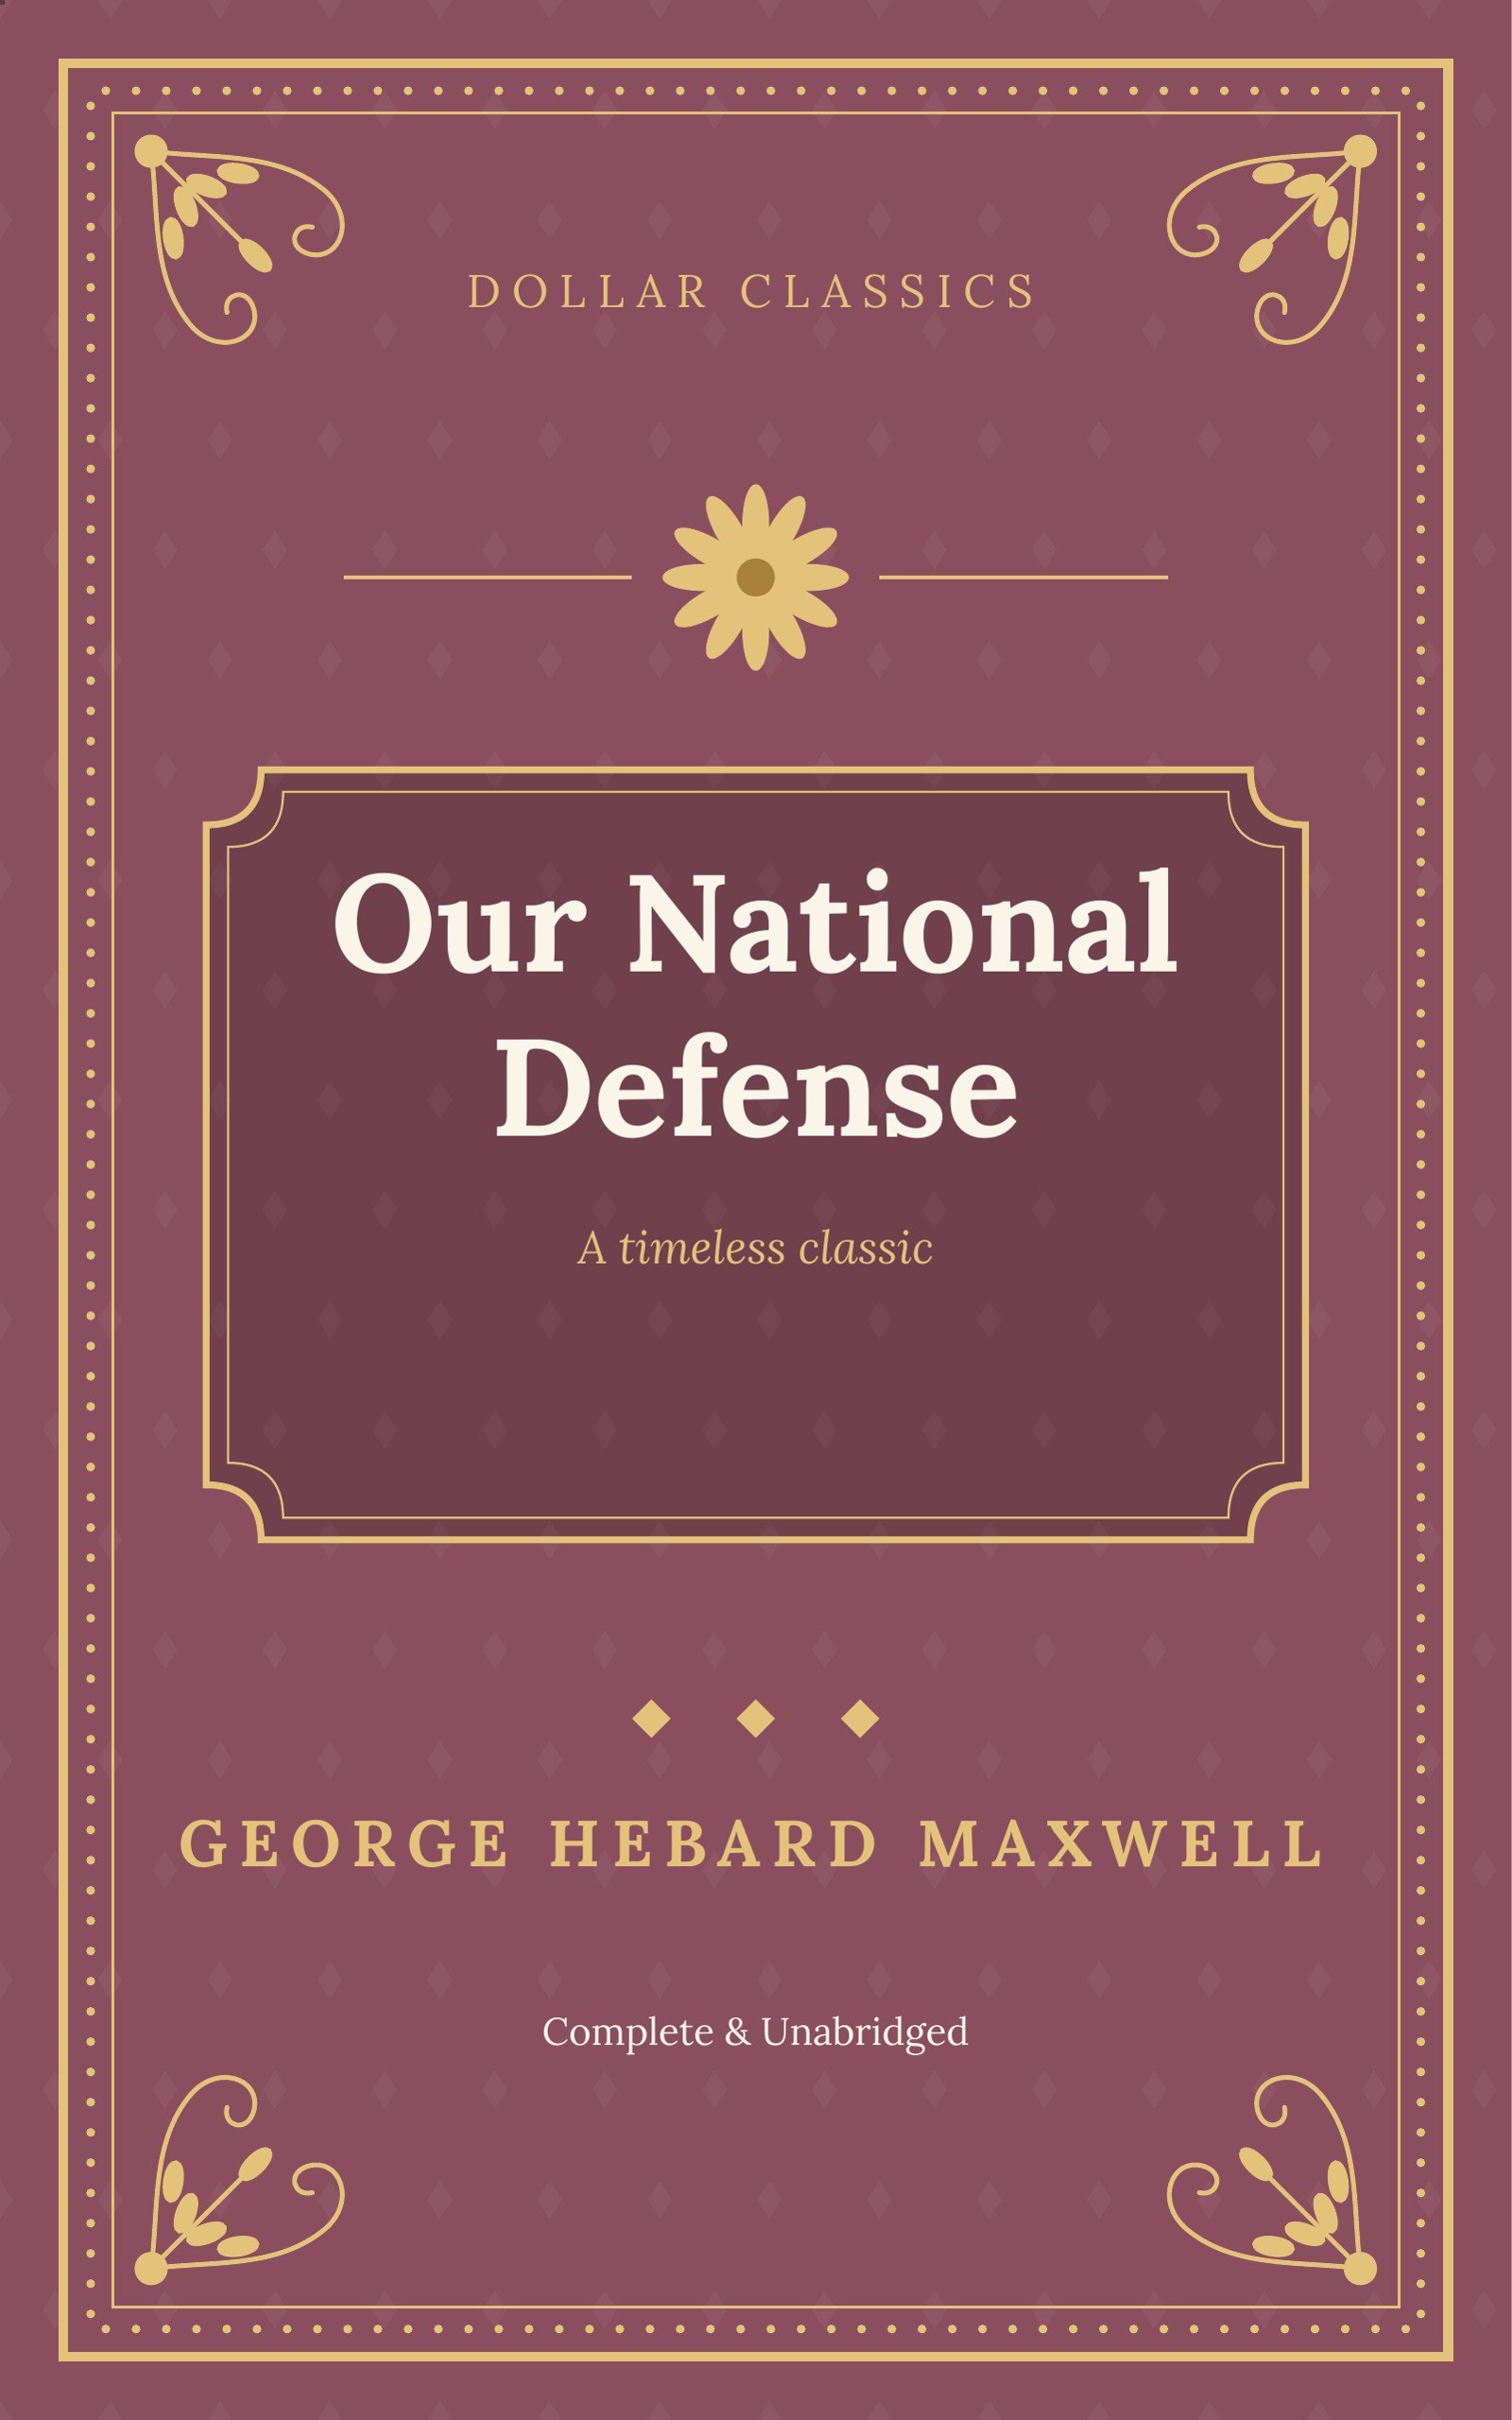 DOLLAR CLASSICS
Our National
Defense
A timeless classic
GEORGE HEBARD MAXWELL
Complete & Unabridged